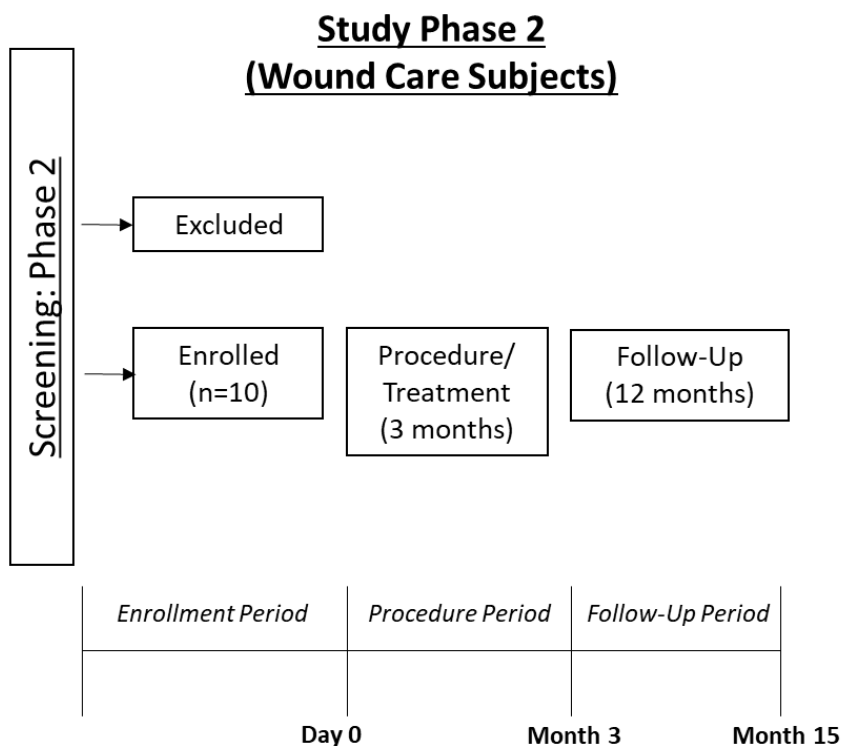 Study Phase 2
(Wound Care Subjects)
Screening: Phase 2
Excluded
Enrolled
(n=10)
Procedure/
Treatment
(3 months)
Follow-Up
(12 months)
Enrollment Period
Procedure Period
Follow-Up Period
Day 0
Month 3
Month 15